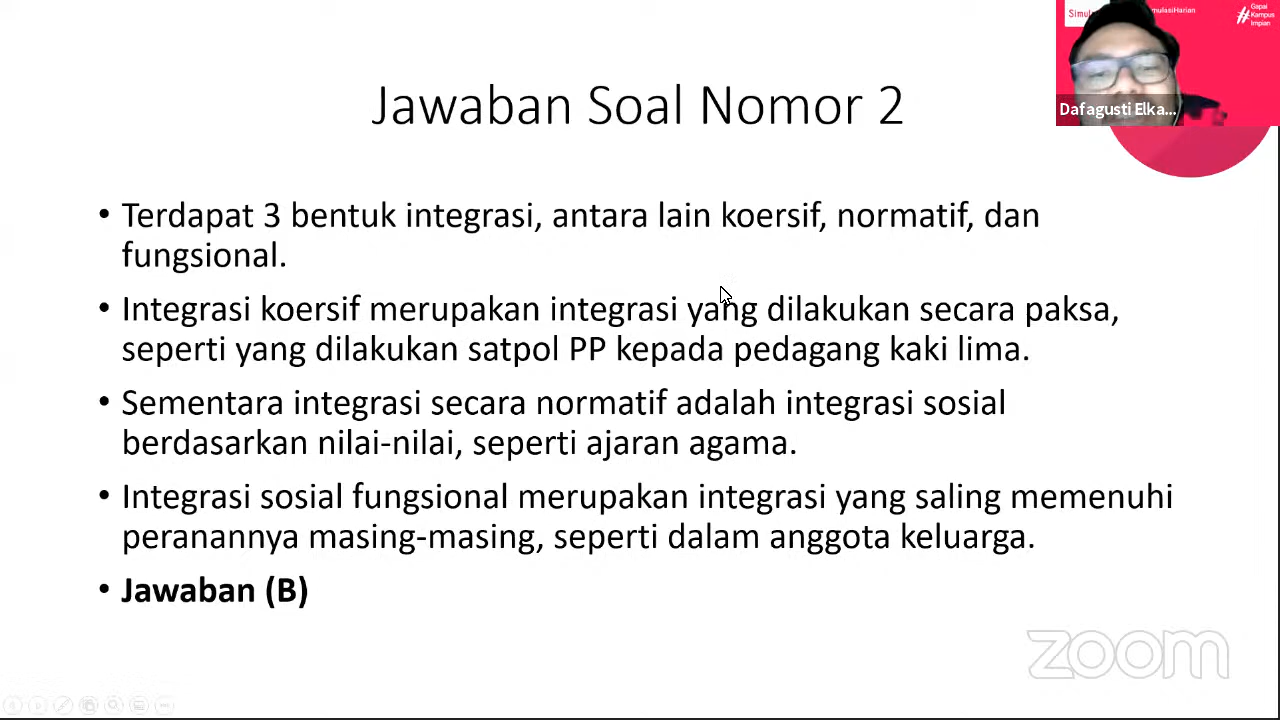 #
Gapai
Kampus
Impian
Dafagusti Elka...
Jawaban Soal Nomor 2
• Terdapat 3 bentuk integrasi, antara lain koersif, normatif, dan
fungsional.
• Integrasi koersif merupakan integrasi yang dilakukan secara paksa,
seperti yang dilakukan satpol PP kepada pedagang kaki lima.
• Sementara integrasi secara normatif adalah integrasi sosial
berdasarkan nilai-nilai, seperti ajaran agama.
• Integrasi sosial fungsional merupakan integrasi yang saling memenuhi
peranannya masing-masing, seperti dalam anggota keluarga.
• Jawaban (B)
zoom